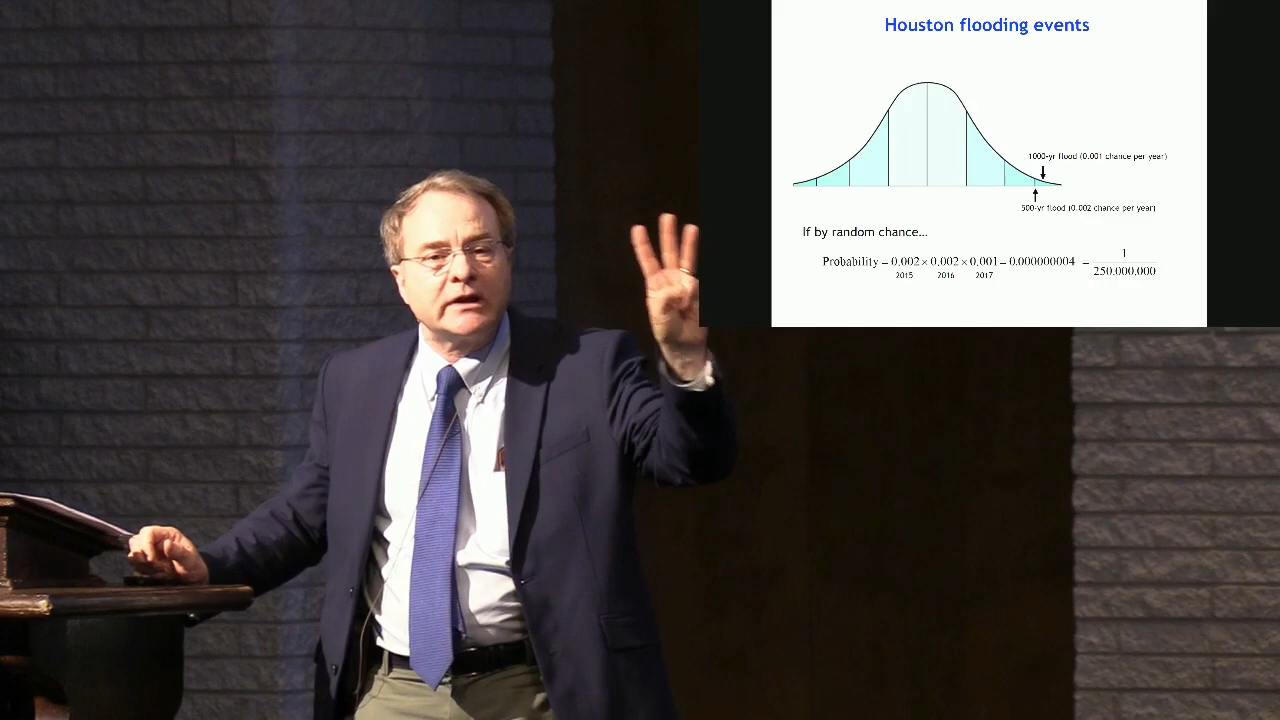 Houston flooding events
1000-yr flood (0.001 chance per year)
500-yr flood (0.002 chance per year)
If by random chance…
Probability = 0.002 × 0.002 × 0.001 = 0.000000004 = 1/250,000,000
2015 2016 2017